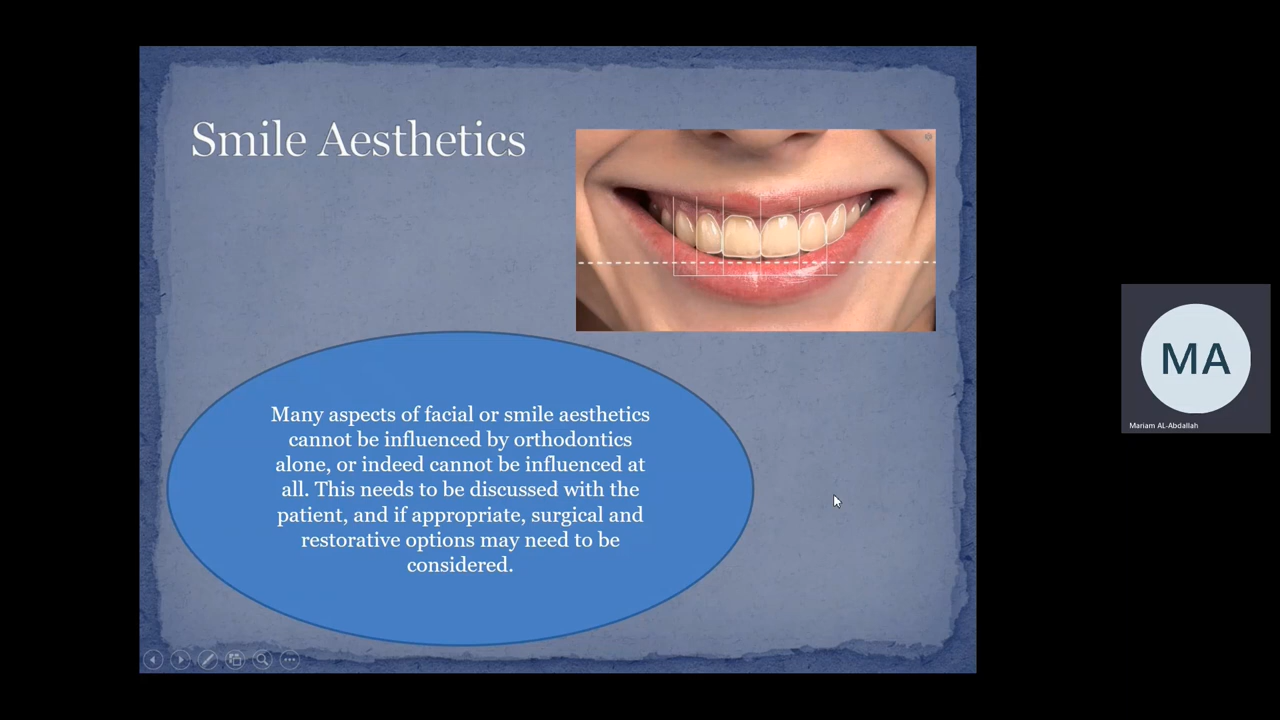 Smile Aesthetics
Many aspects of facial or smile aesthetics
cannot be influenced by orthodontics
alone, or indeed cannot be influenced at
all. This needs to be discussed with the
patient, and if appropriate, surgical and
restorative options may need to be
considered.
MA
Mariam AL-Abdallah